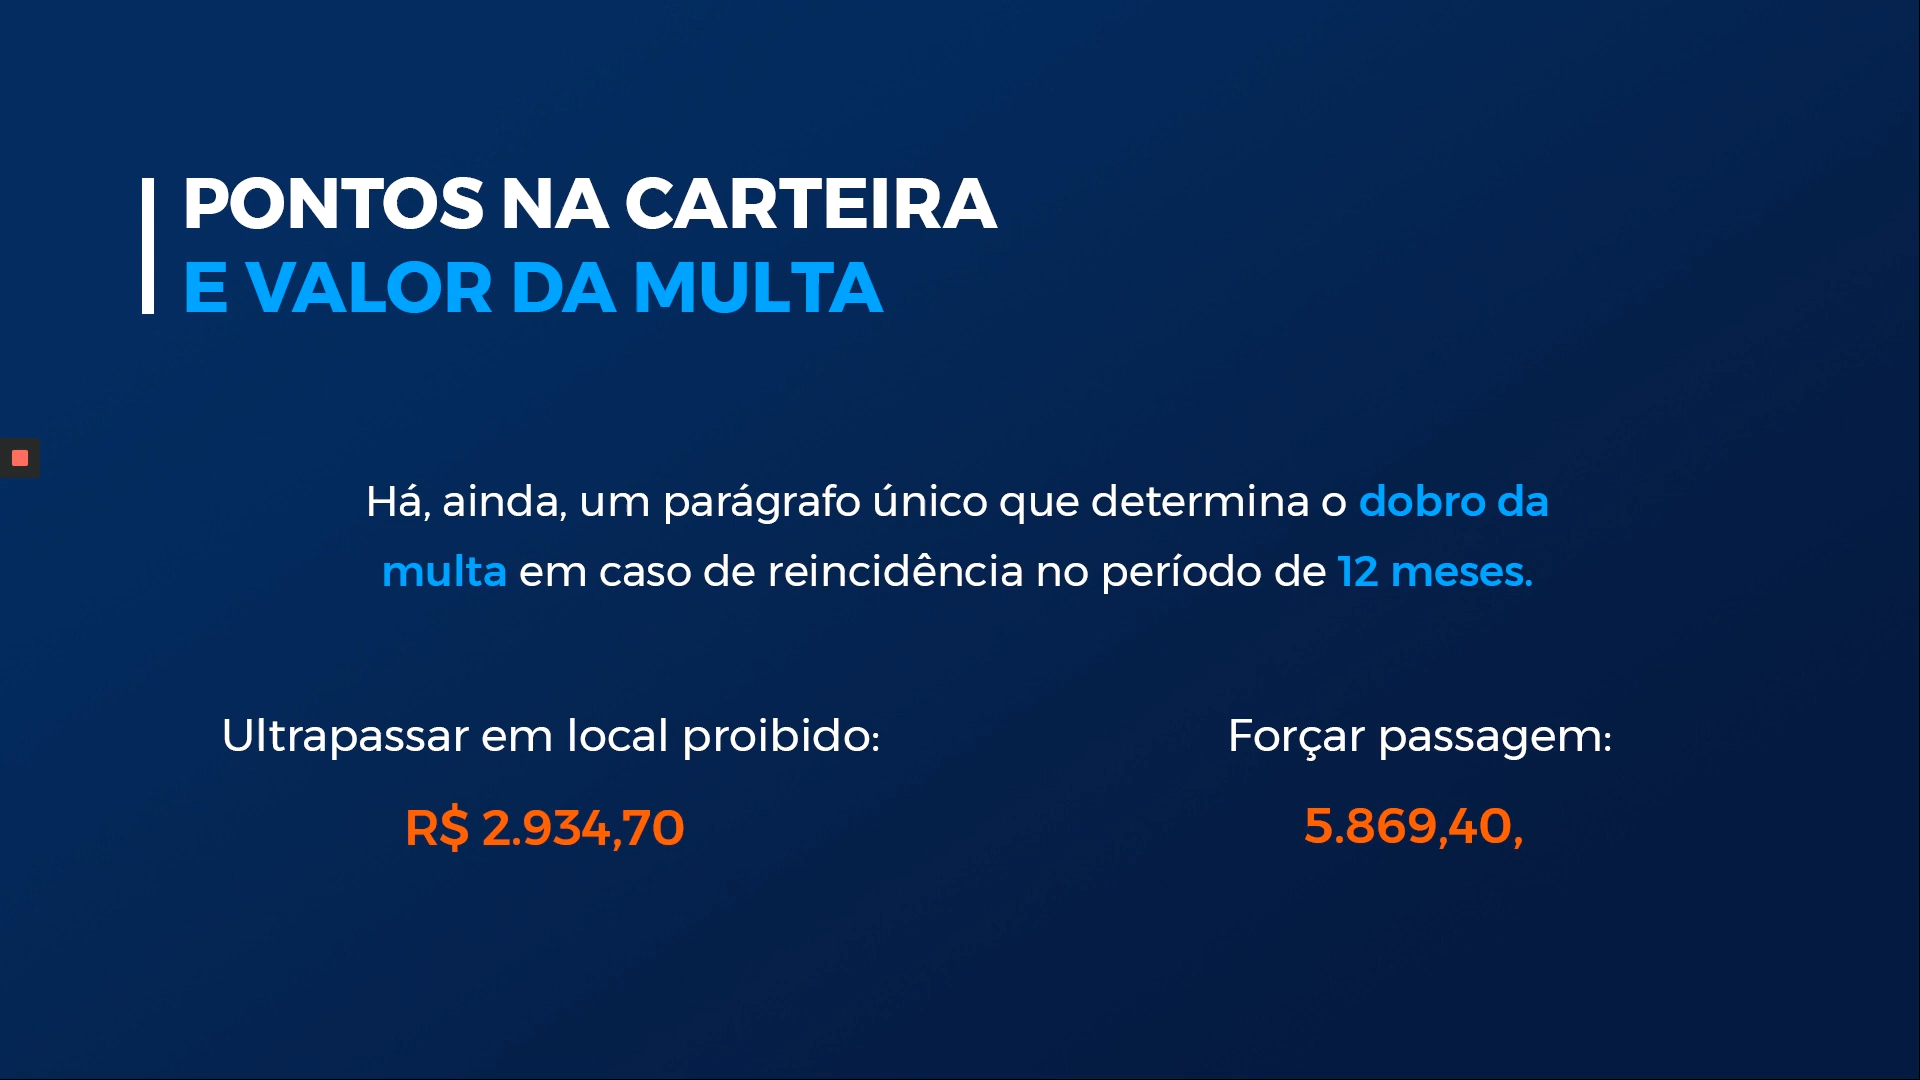 PONTOS NA CARTEIRA
E VALOR DA MULTA
Há, ainda, um parágrafo único que determina o dobro da
multa em caso de reincidência no período de 12 meses.
Ultrapassar em local proibido:
R$ 2.934,70
Forçar passagem:
5.869,40,